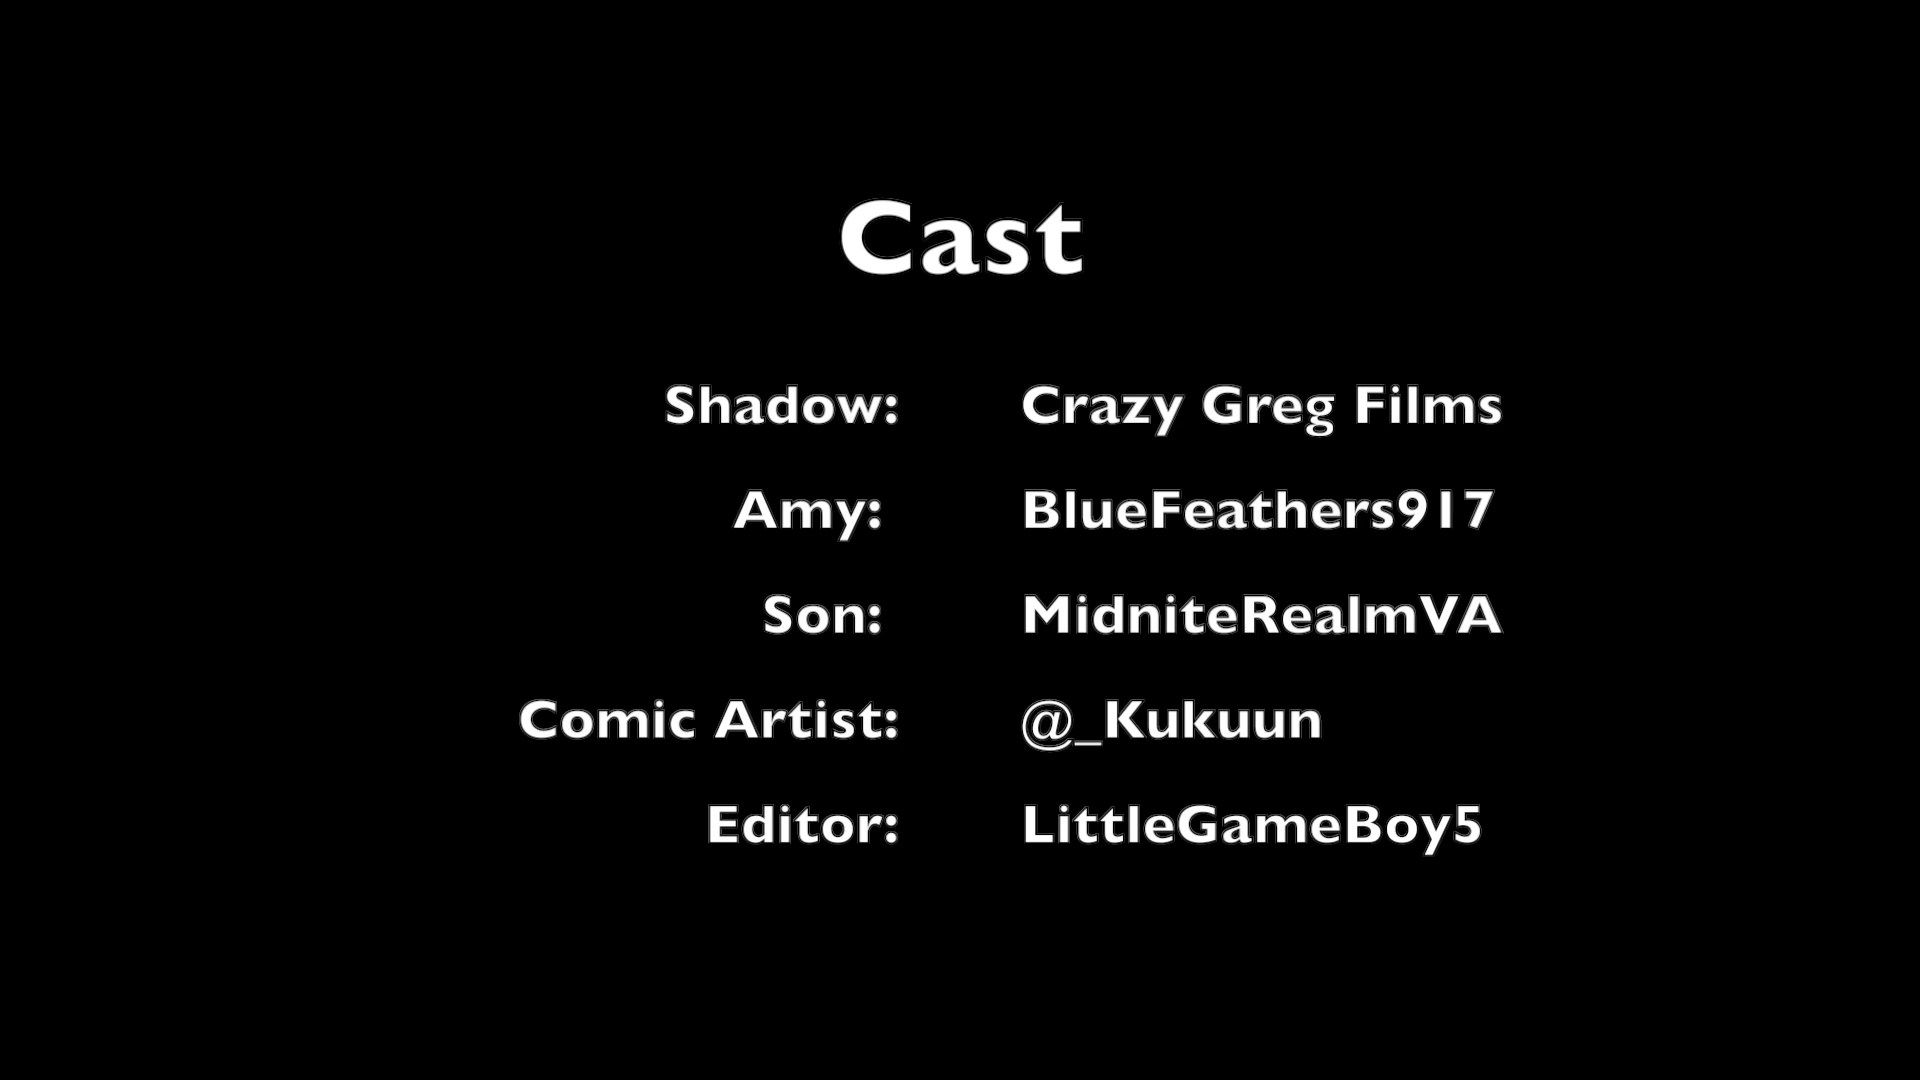 Cast
Shadow: Crazy Greg Films
Amy: BlueFeathers917
Son: MidniteRealmVA
Comic Artist: @_Kukuun
Editor: LittleGameBoy5